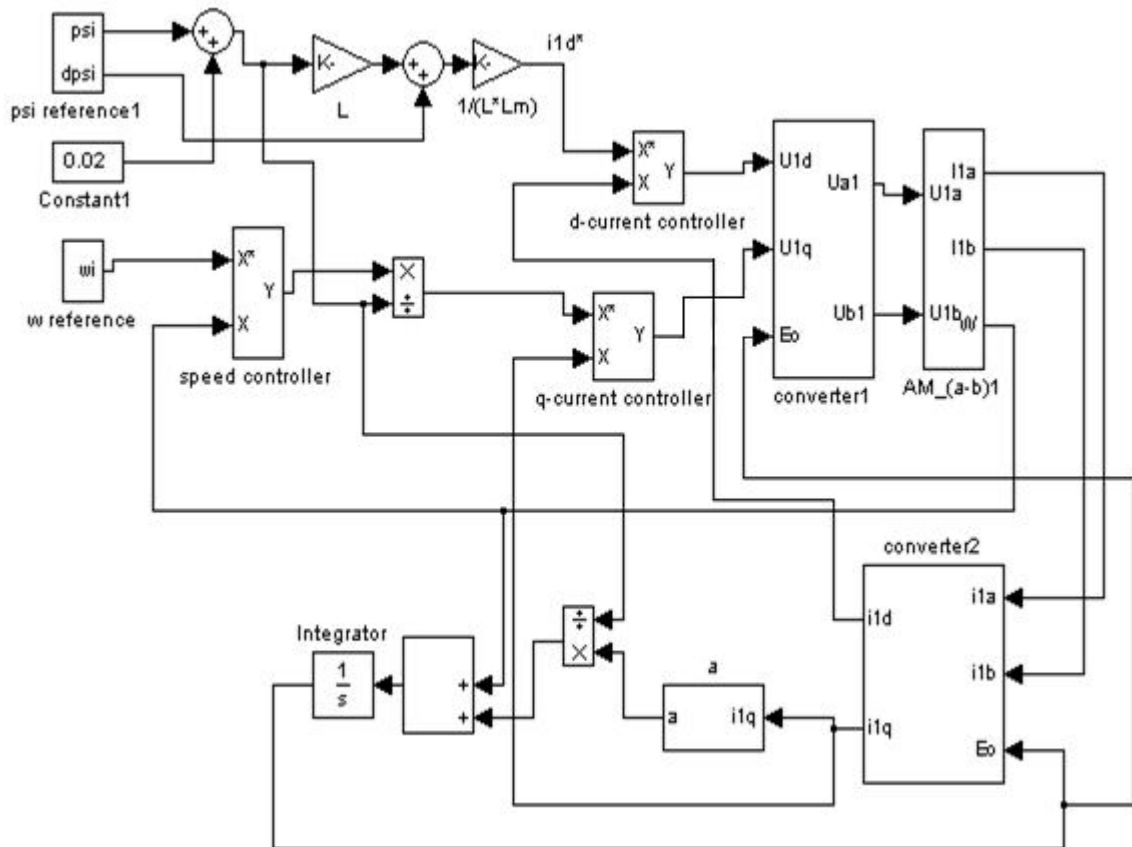 psi
dpsi
psi reference1
+
+
K-
L
+
+
K-
1/(L*Lm)
i1d*
0.02
Constant1
wi
w reference
X*
X
Y
speed controller
×
÷
X*
X
Y
d-current controller
X*
X
Y
q-current controller
U1d
U1q
Eo
Ua1
Ub1
converter1
U1a
U1b
I1a
I1b
W
AM_(a-b)1
converter2
i1d
i1q
i1a
i1b
Eo
Integrator
1
s
+
+
÷
×
a
a
i1q